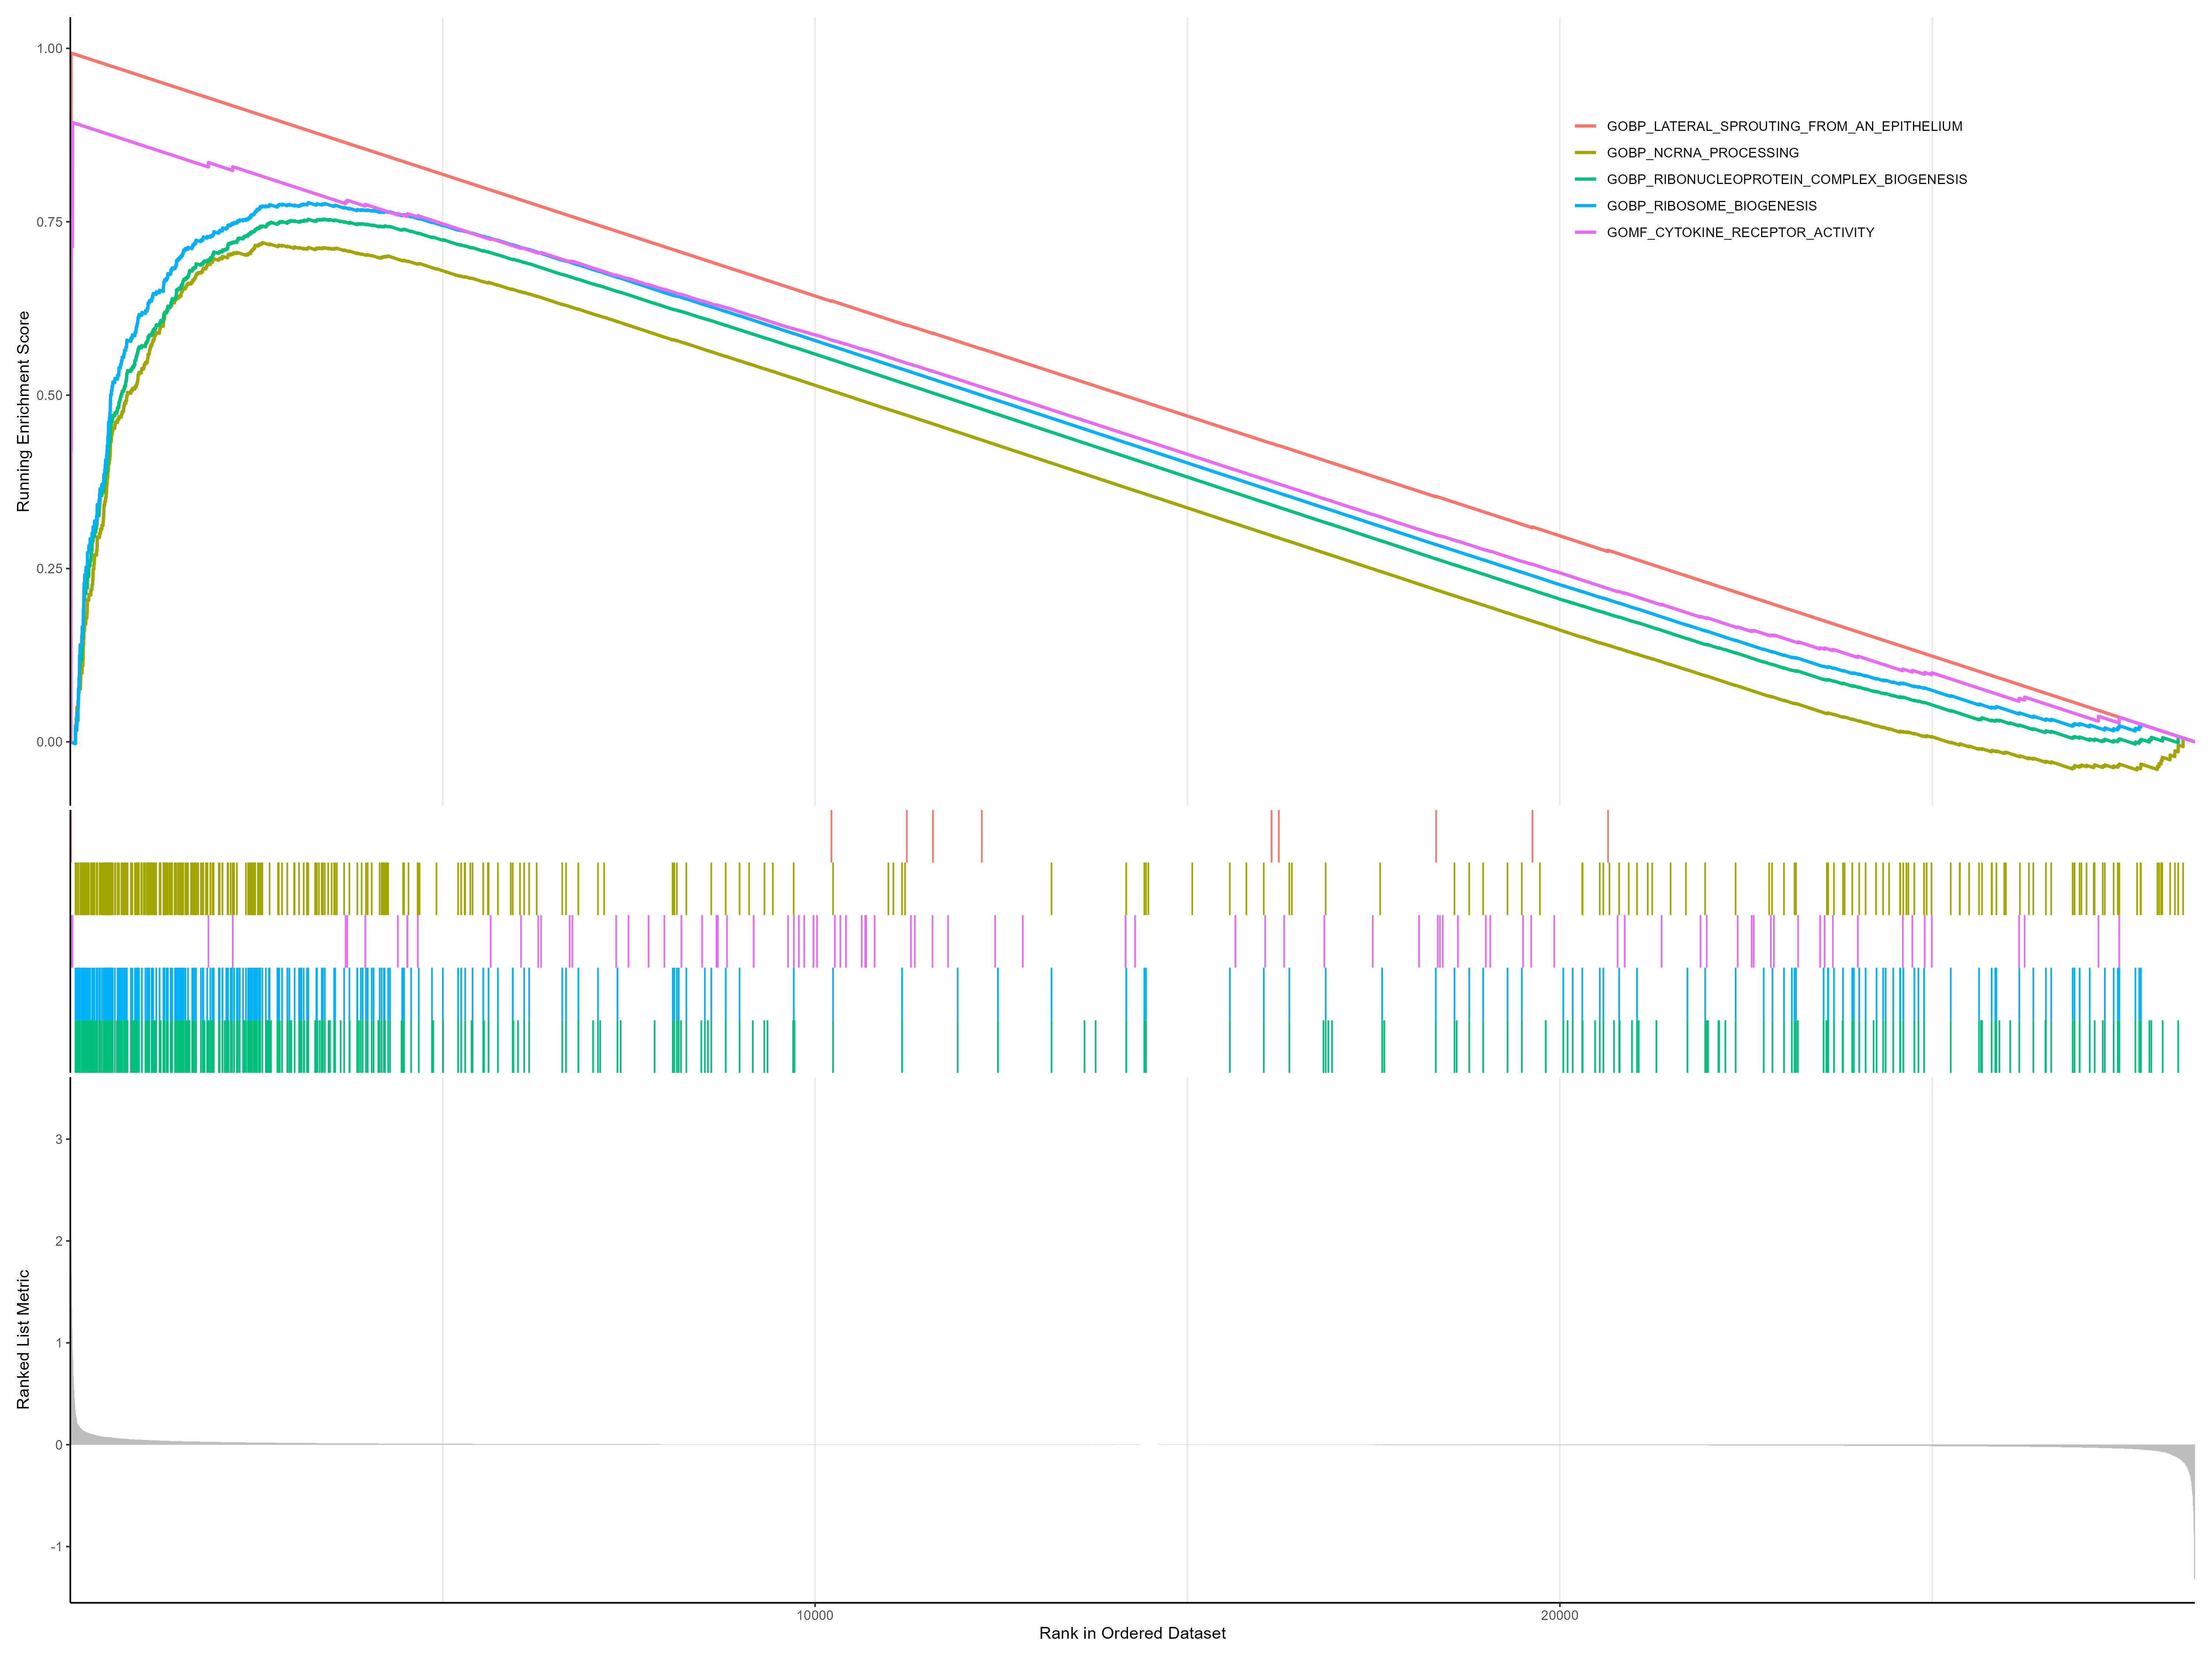 1.00
0.75
0.50
0.25
0.00
Running Enrichment Score
GOBP_LATERAL_SPROUTING_FROM_AN_EPITHELIUM
GOBP_NCRNA_PROCESSING
GOBP_RIBONUCLEOPROTEIN_COMPLEX_BIOGENESIS
GOBP_RIBOSOME_BIOGENESIS
GOMF_CYTOKINE_RECEPTOR_ACTIVITY
3
2
1
0
-1
Ranked List Metric
10000
20000
Rank in Ordered Dataset